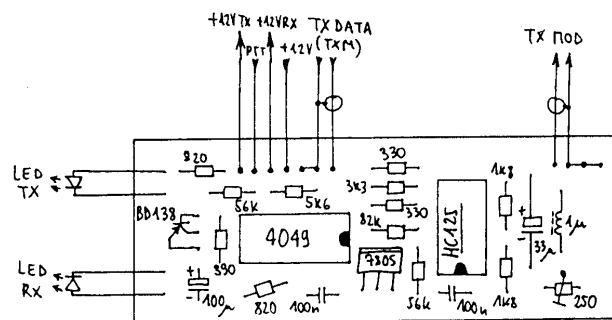 +12V TX +12V RX TX DATA
PTT +12V (TXM)
TX MOD
LED
TX
820
56K
5K6
330
3K3
330
82K
1K8
BD138
4049
HC125
+
33µ
-
1µ
390
7805
LED
RX
+
-
100µ
820
100n
56K
100n
1K8
250